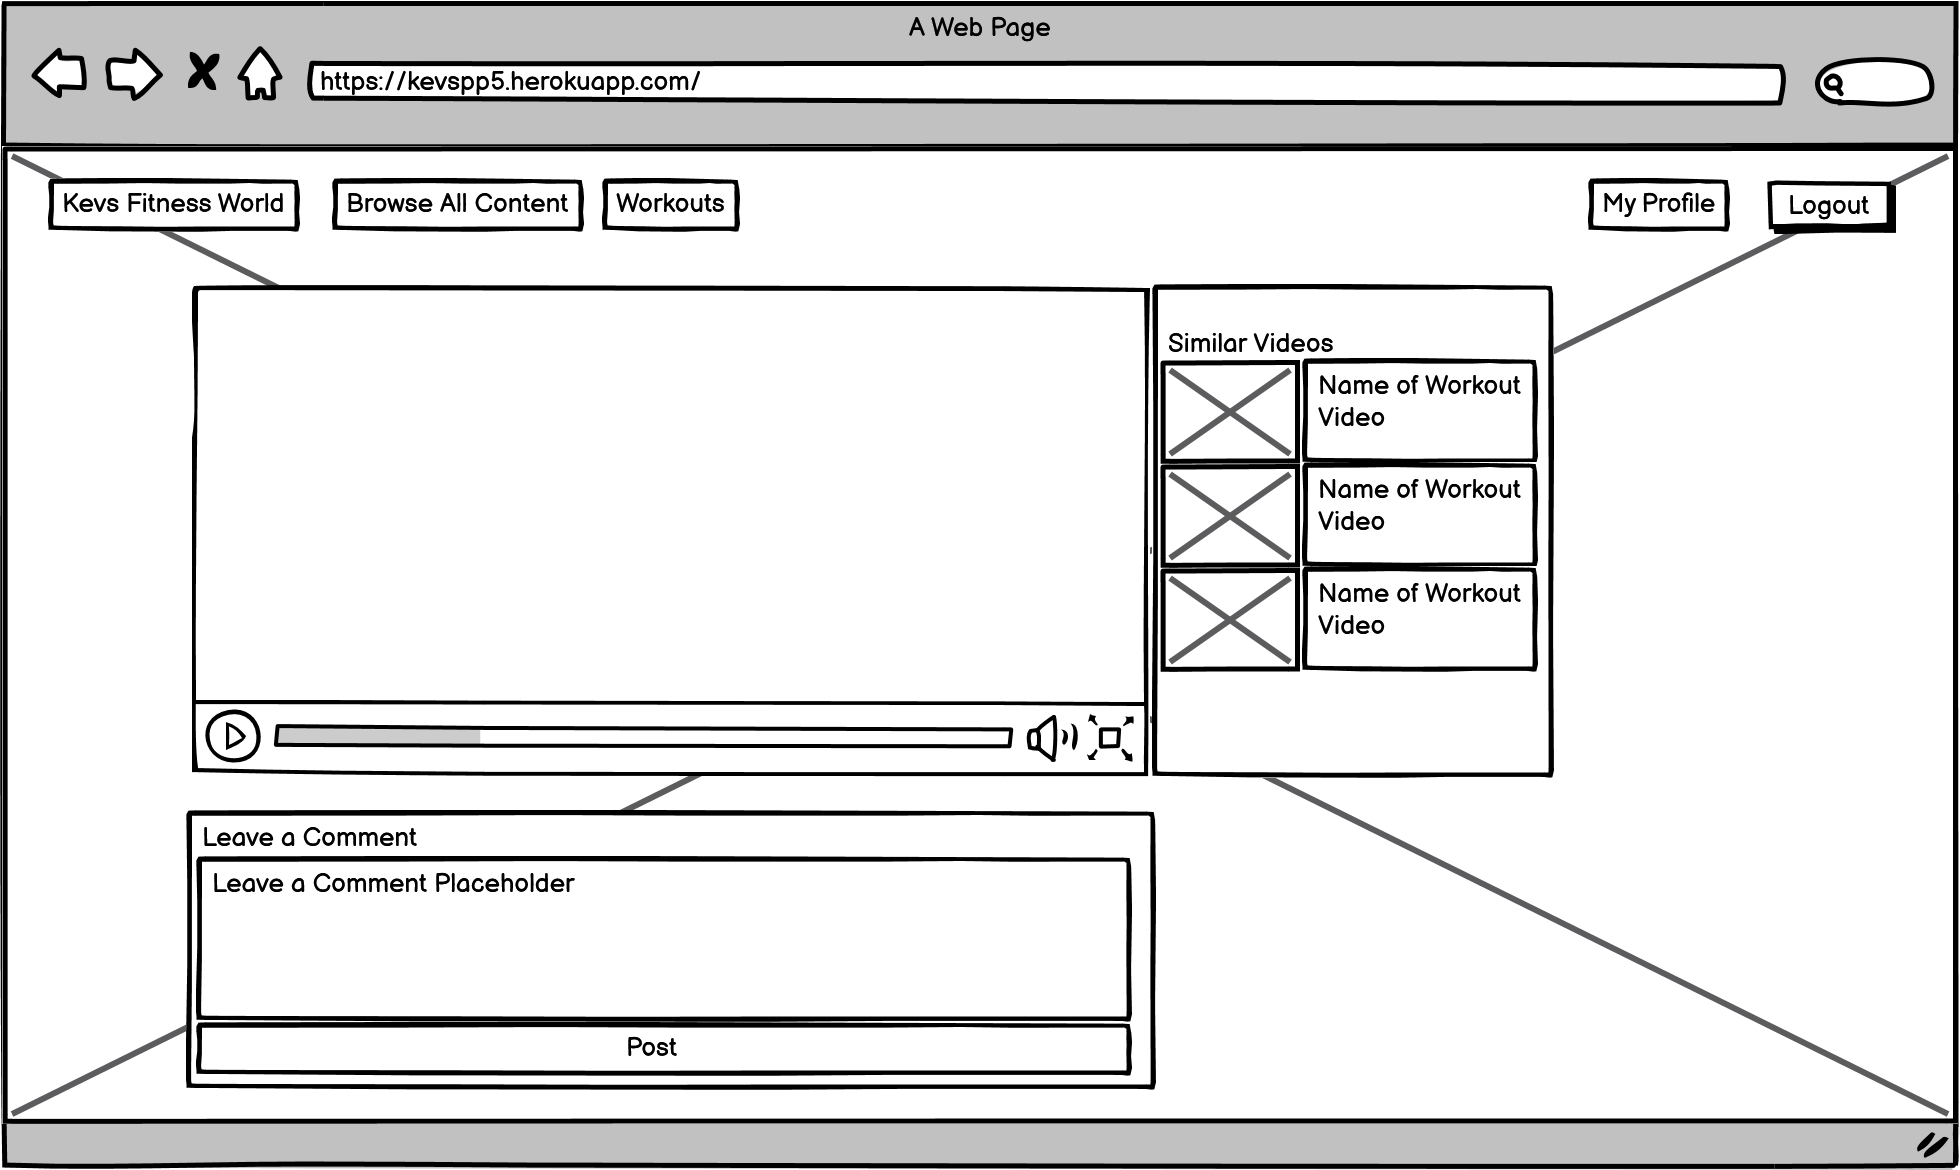 A Web Page
https://kevspp5.herokuapp.com/
Kevs Fitness World
Browse All Content
Workouts
My Profile
Logout
Similar Videos
Name of Workout
Video
Name of Workout
Video
Name of Workout
Video
Leave a Comment
Leave a Comment Placeholder
Post